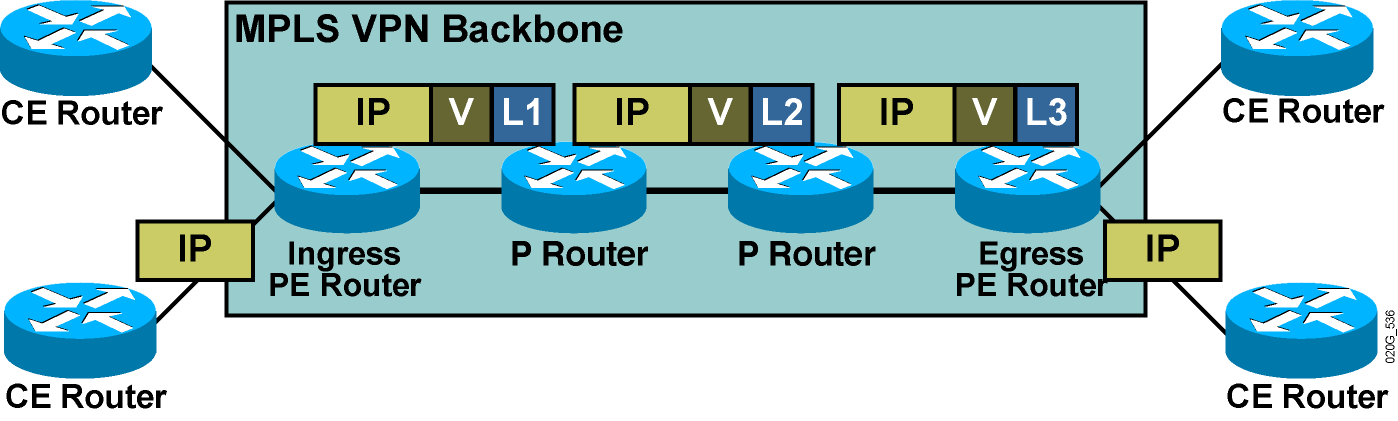 MPLS VPN Backbone
CE Router
CE Router
IP V L1
IP V L2
IP V L3
IP
Ingress
PE Router
P Router
P Router
Egress
PE Router
IP
CE Router
CE Router
020G_536